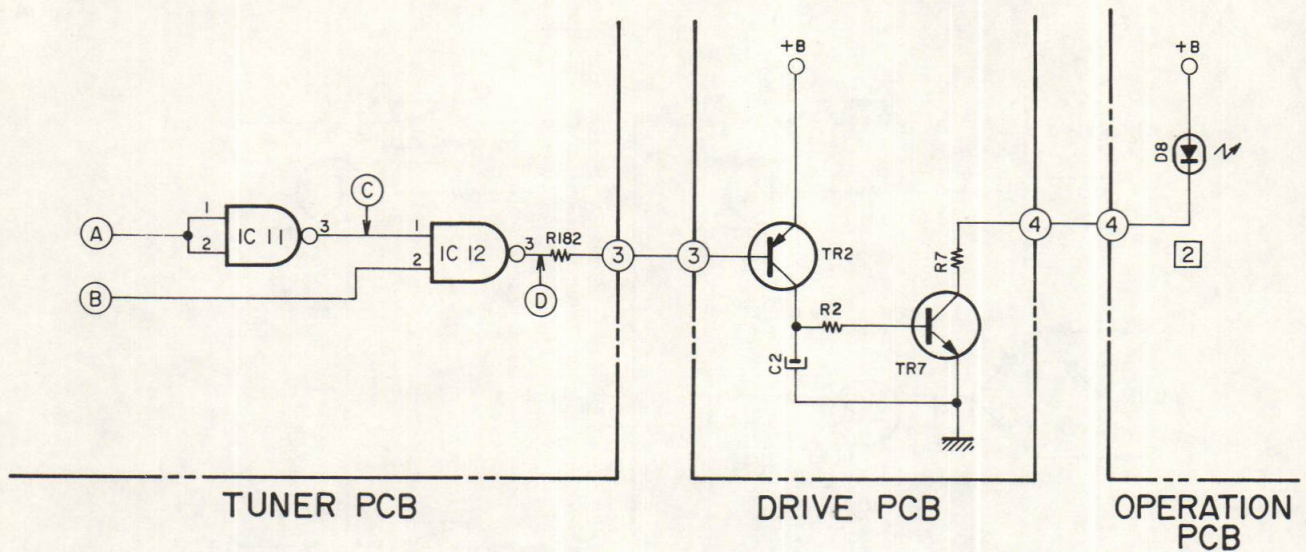 +B
+B
D8
A
1
2
IC 11
3
C
1
2
IC 12
3
R182
D
B
3
3
TR2
R2
C2
R7
TR7
4
4
2
TUNER PCB
DRIVE PCB
OPERATION
PCB